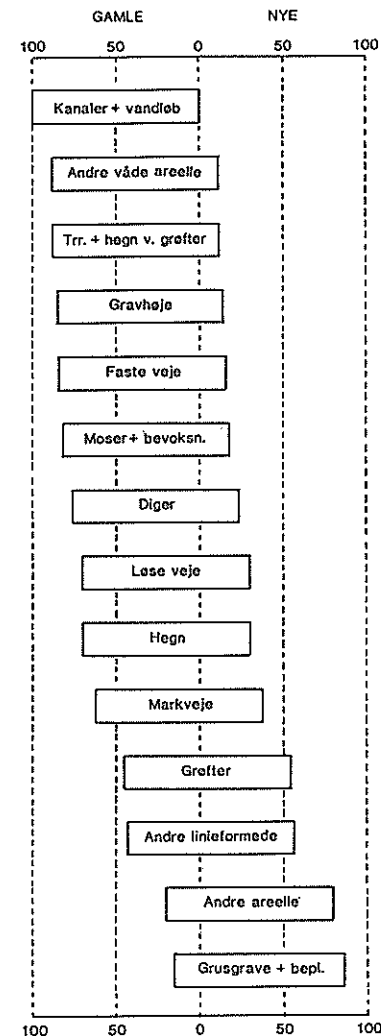 GAMLE NYE
100 50 0 50 100
Kanaler + vandløb
Andre våde arealle
Trr. + hegn v. grøfter
Gravhøje
Faste veje
Moser + bevoksn.
Diger
Løse veje
Hegn
Markveje
Grøfter
Andre linieformede
Andre arealle
Grusgrave + bepl.
100 50 0 50 100